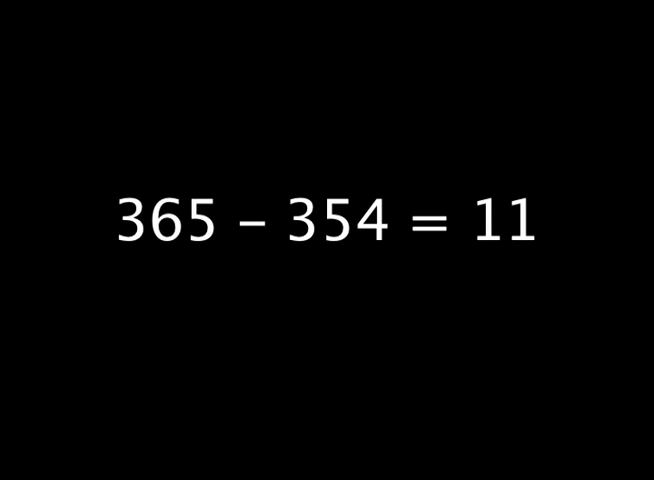 365 – 354 = 11